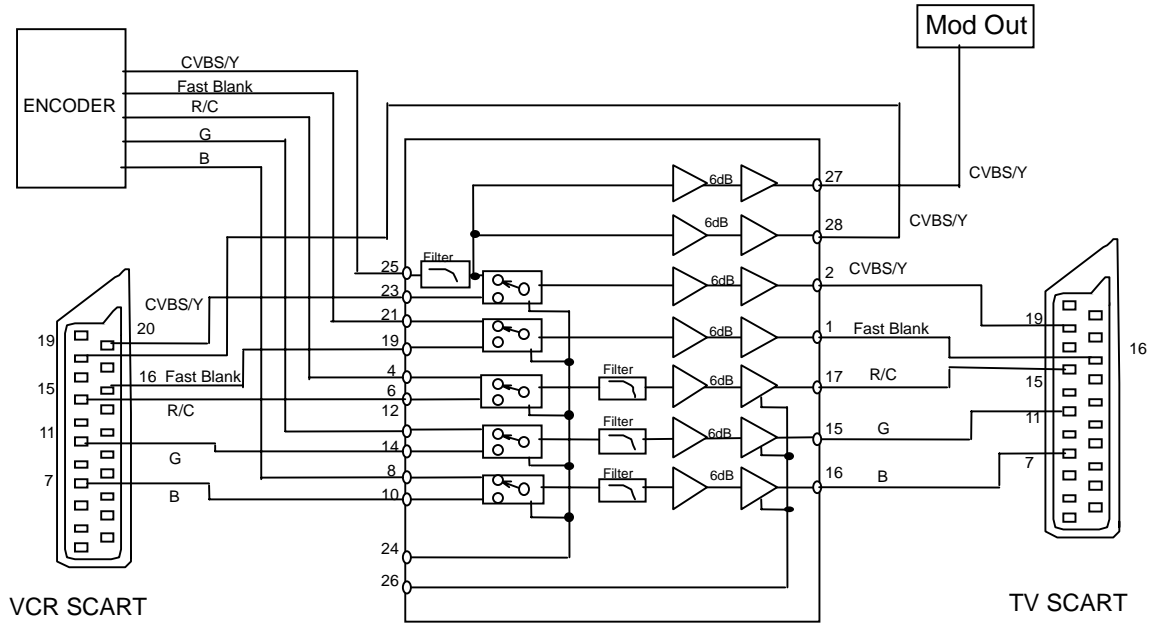 Mod Out
ENCODER
CVBS/Y
Fast Blank
R/C
G
B
6dB
27
CVBS/Y
6dB
28
CVBS/Y
25
Filter
6dB
2
CVBS/Y
23
CVBS/Y
21
19
20
6dB
1
Fast Blank
19
16
19
16
Fast Blank
4
Filter
6dB
17
R/C
15
15
6
R/C
12
11
Filter
6dB
15
G
11
14
G
7
8
Filter
6dB
16
B
7
10
B
24
26
VCR SCART
TV SCART